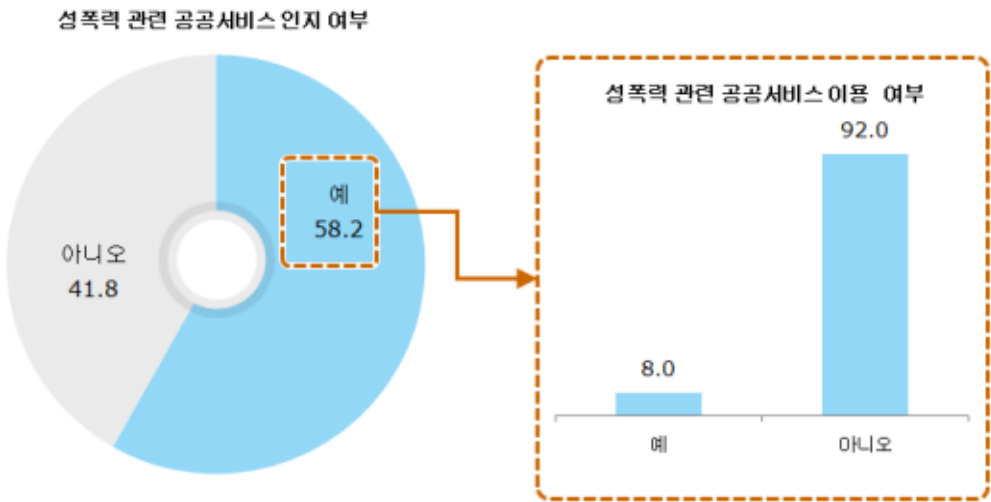 성폭력 관련 공공서비스 인지 여부
예
58.2
아니오
41.8
성폭력 관련 공공서비스 이용 여부
92.0
8.0
예
아니오